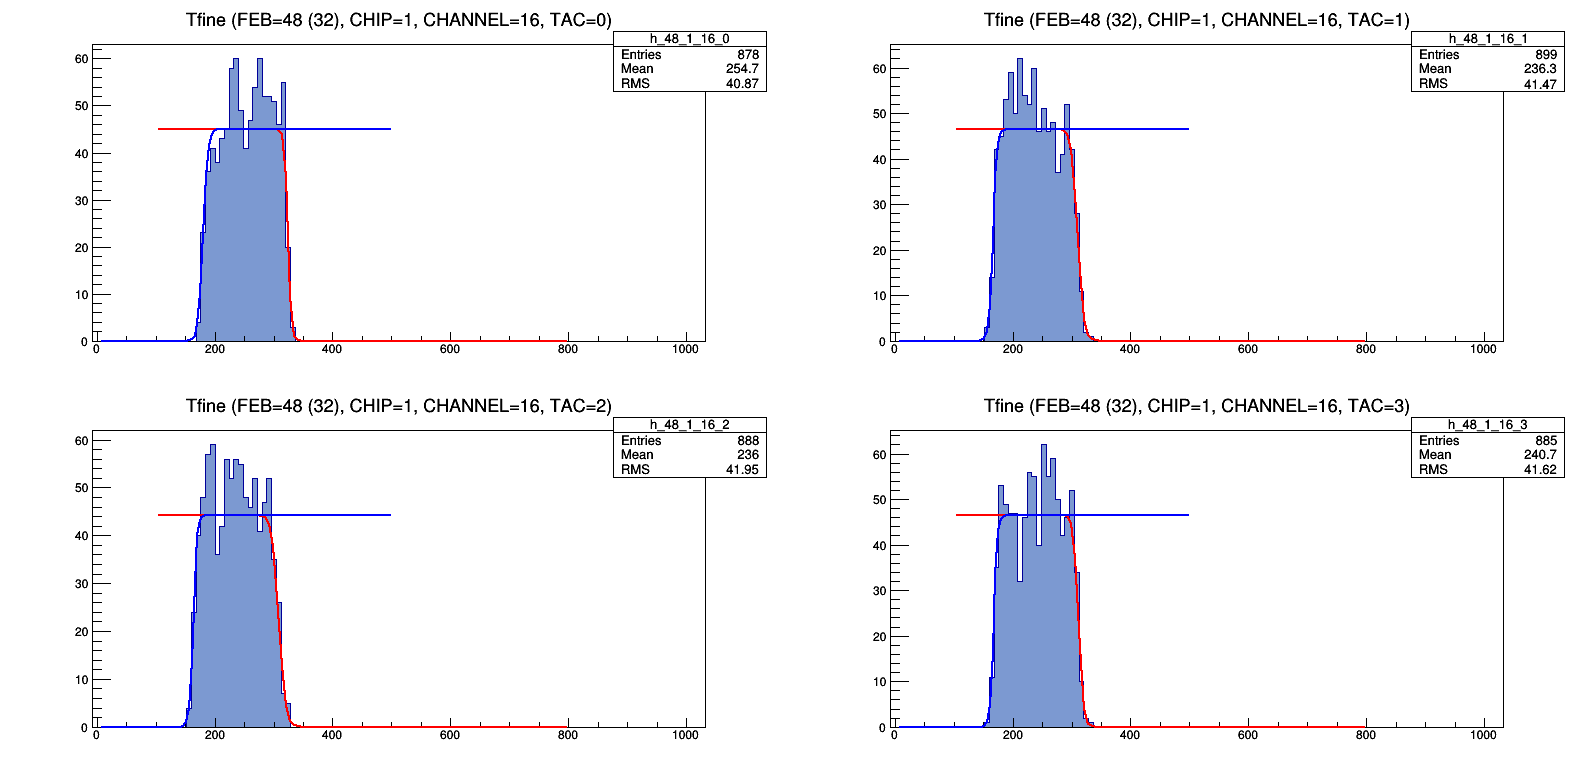 Tfine (FEB=48 (32), CHIP=1, CHANNEL=16, TAC=0)
h_48_1_16_0
Entries 878
Mean 254.7
RMS 40.87
60
50
40
30
20
10
0
0 200 400 600 800 1000
Tfine (FEB=48 (32), CHIP=1, CHANNEL=16, TAC=1)
h_48_1_16_1
Entries 899
Mean 236.3
RMS 41.47
60
50
40
30
20
10
0
0 200 400 600 800 1000
Tfine (FEB=48 (32), CHIP=1, CHANNEL=16, TAC=2)
h_48_1_16_2
Entries 888
Mean 236
RMS 41.95
60
50
40
30
20
10
0
0 200 400 600 800 1000
Tfine (FEB=48 (32), CHIP=1, CHANNEL=16, TAC=3)
h_48_1_16_3
Entries 885
Mean 240.7
RMS 41.62
60
50
40
30
20
10
0
0 200 400 600 800 1000